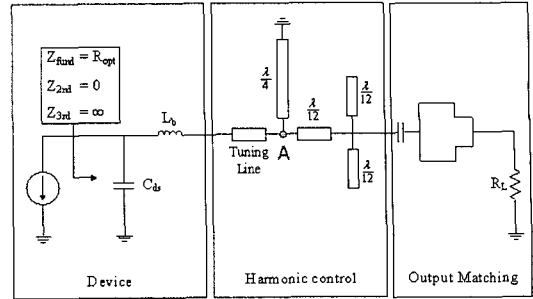 Z_fund = R_opt
Z_2nd = 0
Z_3rd = ∞
L_b
C_ds
Device
λ/4
Tuning
Line
A
λ/12
λ/12
λ/12
Harmonic control
R_L
Output Matching